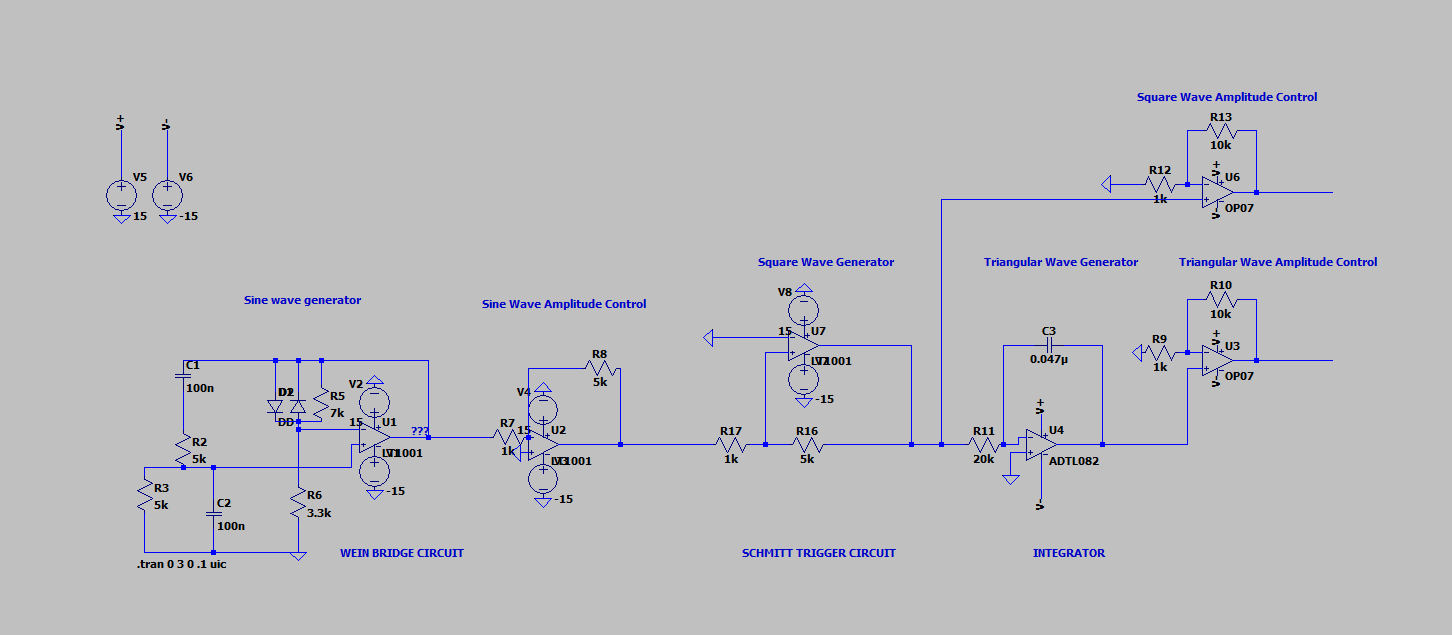 Square Wave Amplitude Control
R13
10k
V+
V-
R12
1k
V+
U6
V-
OP07
V5
V6
15
-15
Square Wave Generator
Triangular Wave Generator
Triangular Wave Amplitude Control
R10
10k
V8
Sine wave generator
Sine Wave Amplitude Control
15
U7
C3
0.047µ
R9
1k
V+
U3
V-
OP07
LT1001
R8
5k
C1
100n
V2
V4
D2
R5
7k
-15
15
U1
???
R7
1k
15
U2
R17
1k
R16
5k
R11
20k
V+
U4
ADTL082
V-
R2
5k
LT1001
LT1001
R3
5k
C2
100n
R6
3.3k
-15
-15
WEIN BRIDGE CIRCUIT
SCHMITT TRIGGER CIRCUIT
INTEGRATOR
.tran 0 3 0 .1 uic